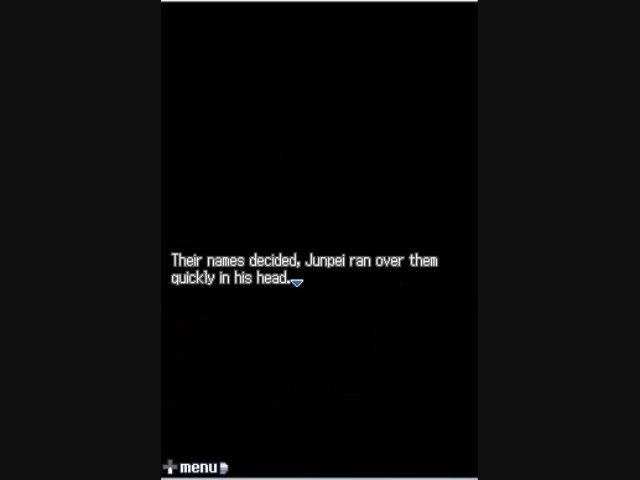 Their names decided, Junpei ran over them
quickly in his head.
menu